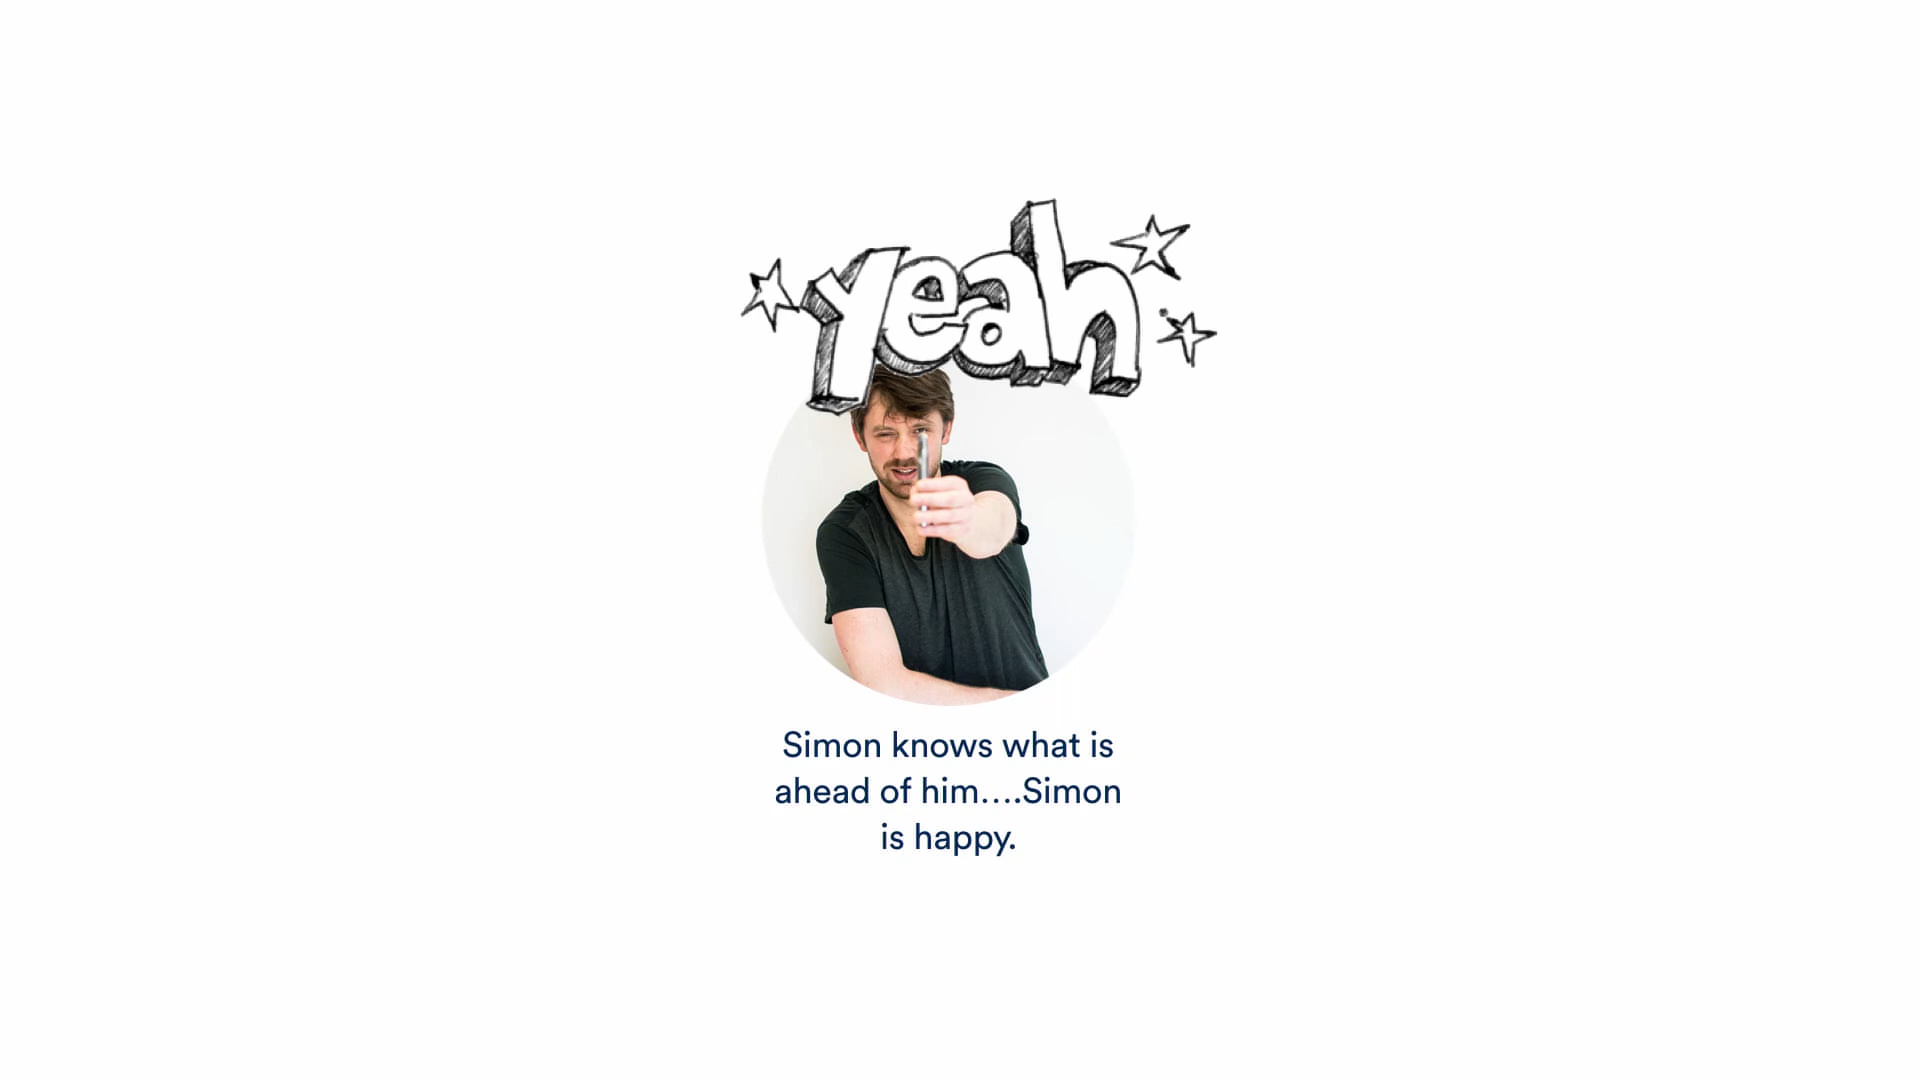 yeah
Simon knows what is
ahead of him....Simon
is happy.